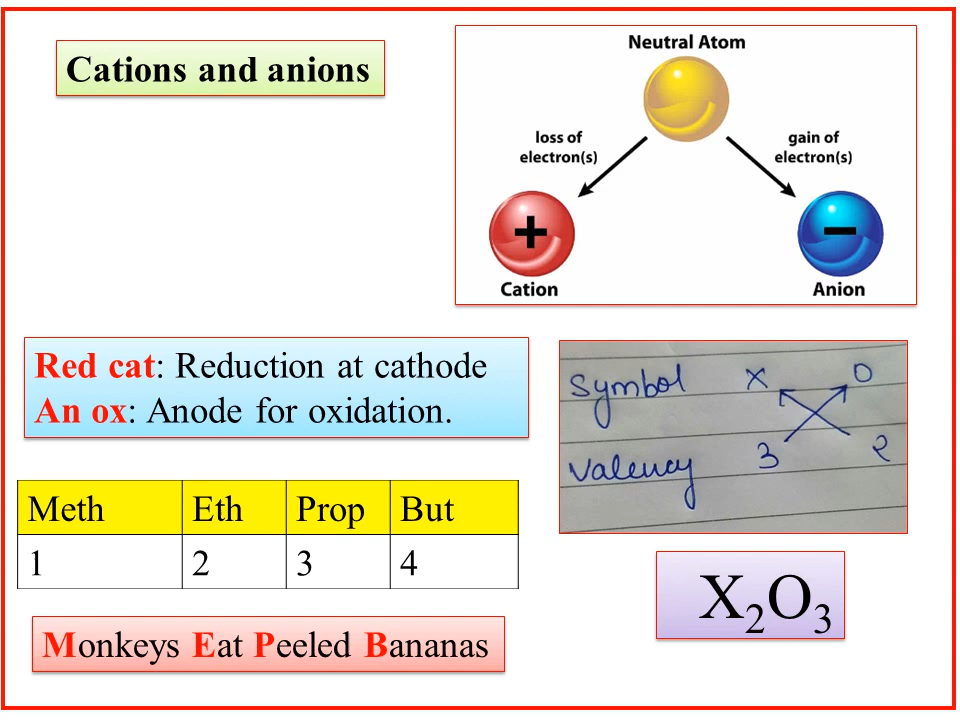 Cations and anions
Neutral Atom
loss of
electron(s)
gain of
electron(s)
+
−
Cation
Anion
Red cat: Reduction at cathode
An ox: Anode for oxidation.
Symbol X O
Valency 3 2
Meth Eth Prop But
1 2 3 4
X₂O₃
Monkeys Eat Peeled Bananas